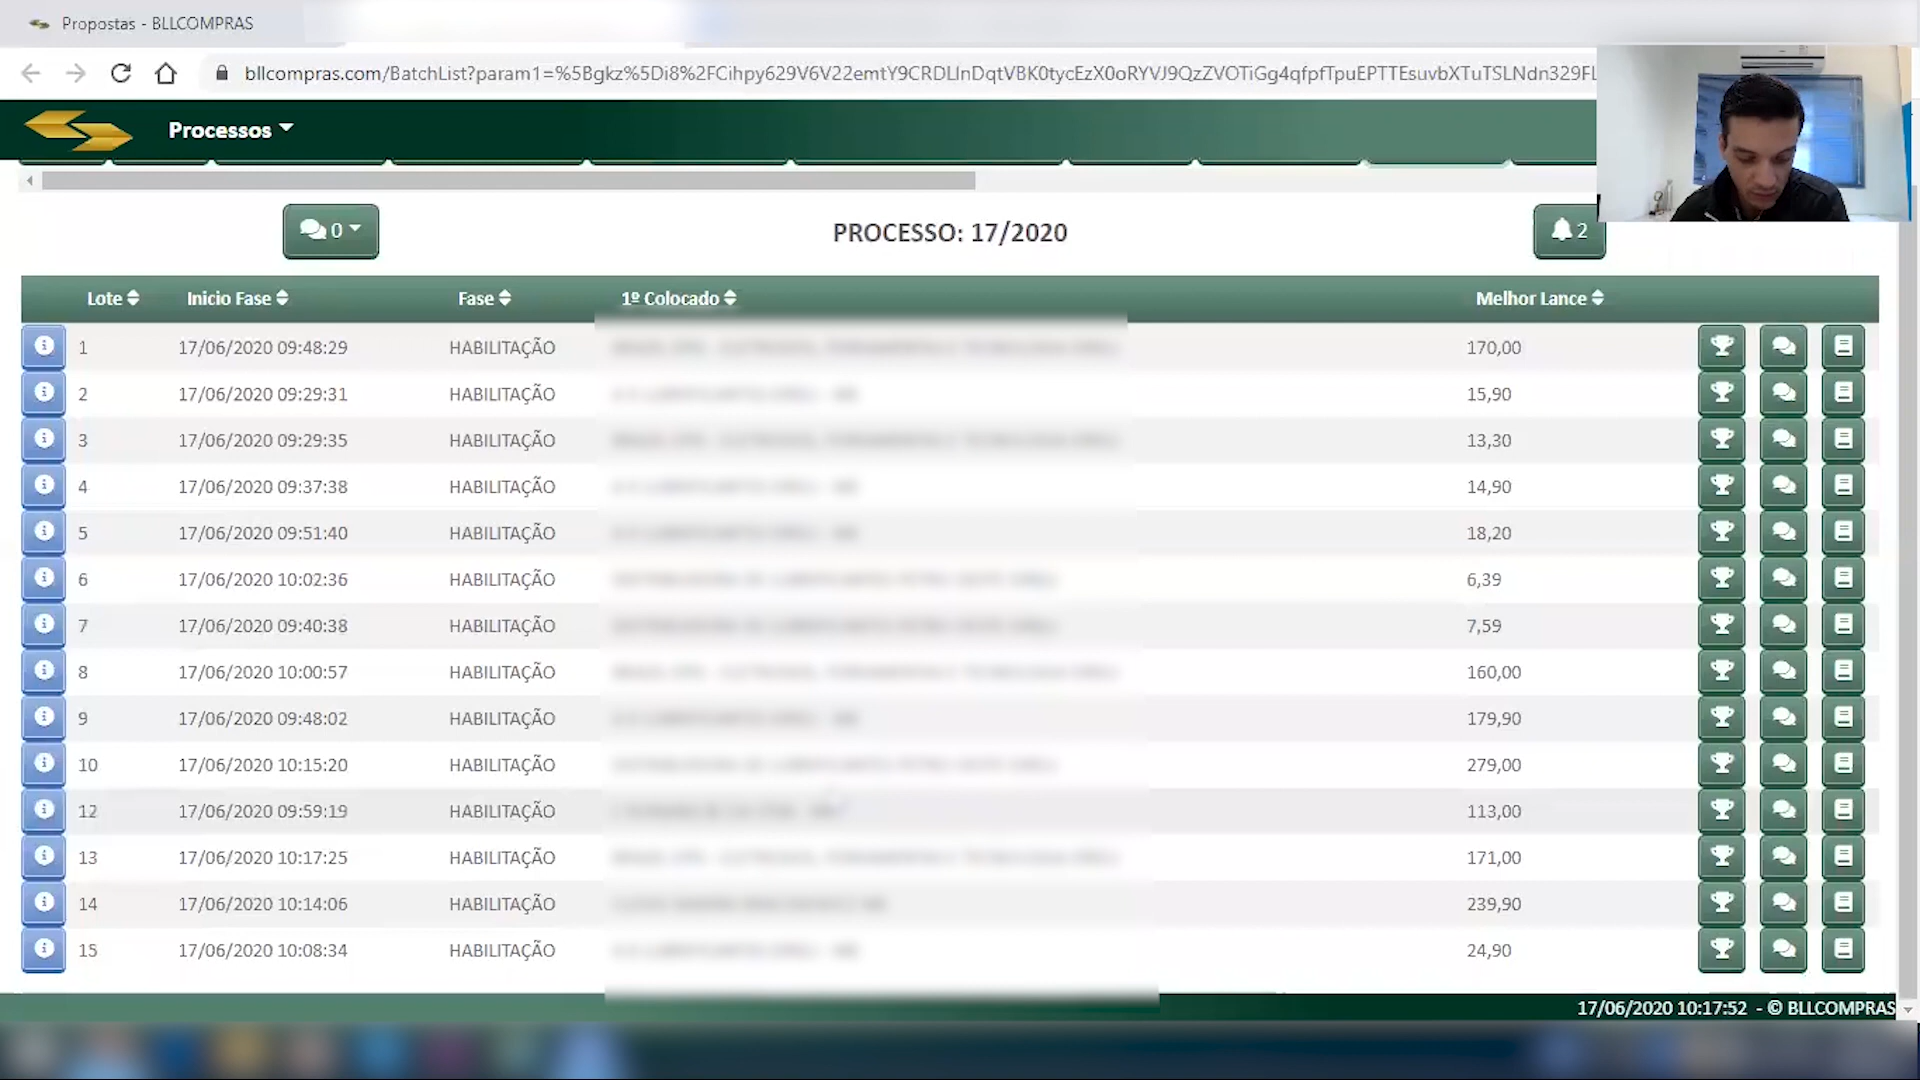 Propostas - BLLCOMPRAS
bllcompras.com/BatchList?param1=%5Bgkz%5Di8%2FCihpy629V6V22emtY9CRDLlnDqtVBK0tycEzX0oRYVJ9QzZVOTiGg4qfpfTpuEPTTEsuvbXTuTSLNdn329FL
Processos
0
PROCESSO: 17/2020
2
Lote Inicio Fase Fase 1º Colocado Melhor Lance
1 17/06/2020 09:48:29 HABILITAÇÃO 170,00
2 17/06/2020 09:29:31 HABILITAÇÃO 15,90
3 17/06/2020 09:29:35 HABILITAÇÃO 13,30
4 17/06/2020 09:37:38 HABILITAÇÃO 14,90
5 17/06/2020 09:51:40 HABILITAÇÃO 18,20
6 17/06/2020 10:02:36 HABILITAÇÃO 6,39
7 17/06/2020 09:40:38 HABILITAÇÃO 7,59
8 17/06/2020 10:00:57 HABILITAÇÃO 160,00
9 17/06/2020 09:48:02 HABILITAÇÃO 179,90
10 17/06/2020 10:15:20 HABILITAÇÃO 279,00
12 17/06/2020 09:59:19 HABILITAÇÃO 113,00
13 17/06/2020 10:17:25 HABILITAÇÃO 171,00
14 17/06/2020 10:14:06 HABILITAÇÃO 239,90
15 17/06/2020 10:08:34 HABILITAÇÃO 24,90
17/06/2020 10:17:52 - © BLLCOMPRAS